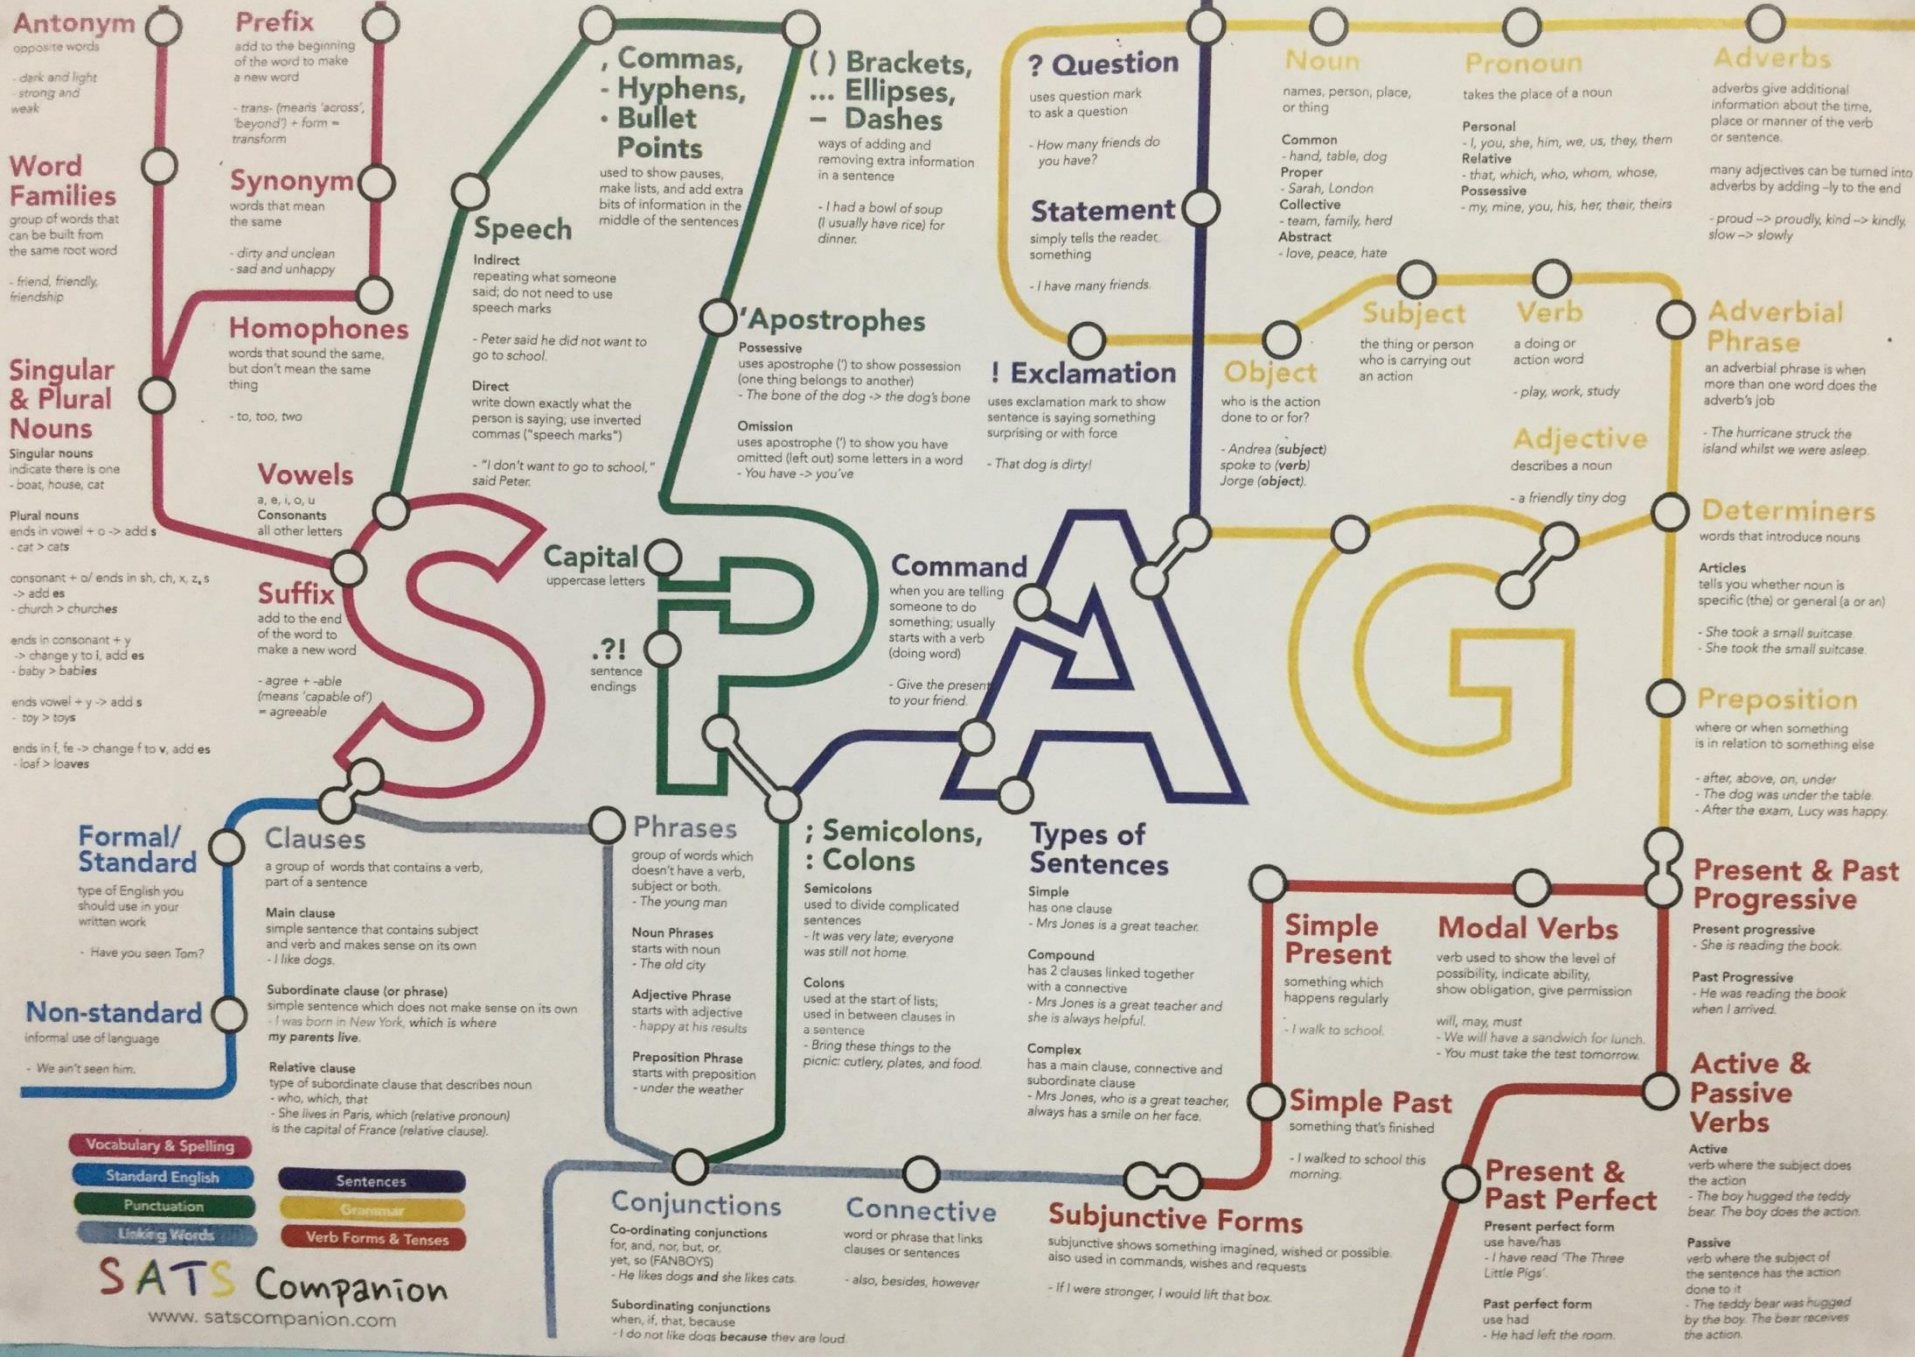 Antonym
opposite words
- dark and light
- strong and
weak
Word
Families
group of words that
can be built from
the same root word
- friend, friendly,
friendship
Singular
& Plural
Nouns
Singular nouns
indicate there is one
- boat, house, cat
Plural nouns
ends in vowel + o -> add s
- cat > cats
consonant + o/ ends in sh, ch, x, z, s
-> add es
- church > churches
ends in consonant + y
-> change y to i, add es
- baby > babies
ends vowel + y -> add s
- toy > toys
ends in f, fe -> change f to v, add es
- loaf > loaves
Prefix
add to the beginning
of the word to make
a new word
- trans- (means 'across',
'beyond') + form =
transform
Synonym
words that mean
the same
- dirty and unclean
- sad and unhappy
Homophones
words that sound the same,
but don't mean the same
thing
- to, too, two
Vowels
a, e, i, o, u
Consonants
all other letters
Suffix
add to the end
of the word to
make a new word
- agree + -able
(means 'capable of')
= agreeable
Speech
Indirect
repeating what someone
said; do not need to use
speech marks
- Peter said he did not want to
go to school.
Direct
write down exactly what the
person is saying; use inverted
commas ("speech marks")
- "I don't want to go to school,"
said Peter.
, Commas,
- Hyphens,
· Bullet
Points
used to show pauses,
make lists, and add extra
bits of information in the
middle of the sentences
( ) Brackets,
... Ellipses,
– Dashes
ways of adding and
removing extra information
in a sentence
- I had a bowl of soup
(I usually have rice) for
dinner.
'Apostrophes
Possessive
uses apostrophe (') to show possession
(one thing belongs to another)
- The bone of the dog -> the dog's bone
Omission
uses apostrophe (') to show you have
omitted (left out) some letters in a word
- You have -> you've
? Question
uses question mark
to ask a question
- How many friends do
you have?
Statement
simply tells the reader
something
- I have many friends.
! Exclamation
uses exclamation mark to show
sentence is saying something
surprising or with force
- That dog is dirty!
Noun
names, person, place,
or thing
Common
- hand, table, dog
Proper
- Sarah, London
Collective
- team, family, herd
Abstract
- love, peace, hate
Pronoun
takes the place of a noun
Personal
- I, you, she, him, we, us, they, them
Relative
- that, which, who, whom, whose,
Possessive
- my, mine, you, his, her, their, theirs
Adverbs
adverbs give additional
information about the time,
place or manner of the verb
or sentence.
many adjectives can be turned into
adverbs by adding –ly to the end
- proud –> proudly, kind –> kindly,
slow –> slowly
Object
who is the action
done to or for?
- Andrea (subject)
spoke to (verb)
Jorge (object).
Subject
the thing or person
who is carrying out
an action
Verb
a doing or
action word
- play, work, study
Adjective
describes a noun
- a friendly tiny dog
Adverbial
Phrase
an adverbial phrase is when
more than one word does the
adverb's job
- The hurricane struck the
island whilst we were asleep.
Determiners
words that introduce nouns
Articles
tells you whether noun is
specific (the) or general (a or an)
- She took a small suitcase.
- She took the small suitcase.
Preposition
where or when something
is in relation to something else
- after, above, on, under
- The dog was under the table.
- After the exam, Lucy was happy.
SPAG
Capital
uppercase letters
.?!
sentence
endings
Command
when you are telling
someone to do
something; usually
starts with a verb
(doing word)
- Give the present
to your friend.
Formal/
Standard
type of English you
should use in your
written work
- Have you seen Tom?
Non-standard
informal use of language
- We ain't seen him.
Clauses
a group of words that contains a verb,
part of a sentence
Main clause
simple sentence that contains subject
and verb and makes sense on its own
- I like dogs.
Subordinate clause (or phrase)
simple sentence which does not make sense on its own
- I was born in New York, which is where
my parents live.
Relative clause
type of subordinate clause that describes noun
- who, which, that
- She lives in Paris, which (relative pronoun)
is the capital of France (relative clause).
Phrases
group of words which
doesn't have a verb,
subject or both.
- The young man
Noun Phrases
starts with noun
- The old city
Adjective Phrase
starts with adjective
- happy at his results
Preposition Phrase
starts with preposition
- under the weather
; Semicolons,
: Colons
Semicolons
used to divide complicated
sentences
- It was very late; everyone
was still not home.
Colons
used at the start of lists;
used in between clauses in
a sentence
- Bring these things to the
picnic: cutlery, plates, and food.
Types of
Sentences
Simple
has one clause
- Mrs Jones is a great teacher.
Compound
has 2 clauses linked together
with a connective
- Mrs Jones is a great teacher and
she is always helpful.
Complex
has a main clause, connective and
subordinate clause
- Mrs Jones, who is a great teacher,
always has a smile on her face.
Simple
Present
something which
happens regularly
- I walk to school.
Modal Verbs
verb used to show the level of
possibility, indicate ability,
show obligation, give permission
will, may, must
- We will have a sandwich for lunch.
- You must take the test tomorrow.
Present & Past
Progressive
Present progressive
- She is reading the book.
Past Progressive
- He was reading the book
when I arrived.
Simple Past
something that's finished
- I walked to school this
morning.
Active &
Passive
Verbs
Active
verb where the subject does
the action
- The boy hugged the teddy
bear. The boy does the action.
Passive
verb where the subject of
the sentence has the action
done to it
- The teddy bear was hugged
by the boy. The bear receives
the action.
Present &
Past Perfect
Present perfect form
use have/has
- I have read 'The Three
Little Pigs'.
Past perfect form
use had
- He had left the room.
Conjunctions
Co-ordinating conjunctions
for, and, nor, but, or,
yet, so (FANBOYS)
- He likes dogs and she likes cats.
Subordinating conjunctions
when, if, that, because
- I do not like dogs because they are loud.
Connective
word or phrase that links
clauses or sentences
- also, besides, however
Subjunctive Forms
subjunctive shows something imagined, wished or possible.
also used in commands, wishes and requests
- If I were stronger, I would lift that box.
Vocabulary & Spelling
Standard English
Punctuation
Linking Words
Sentences
Grammar
Verb Forms & Tenses
SATS Companion
www. satscompanion.com